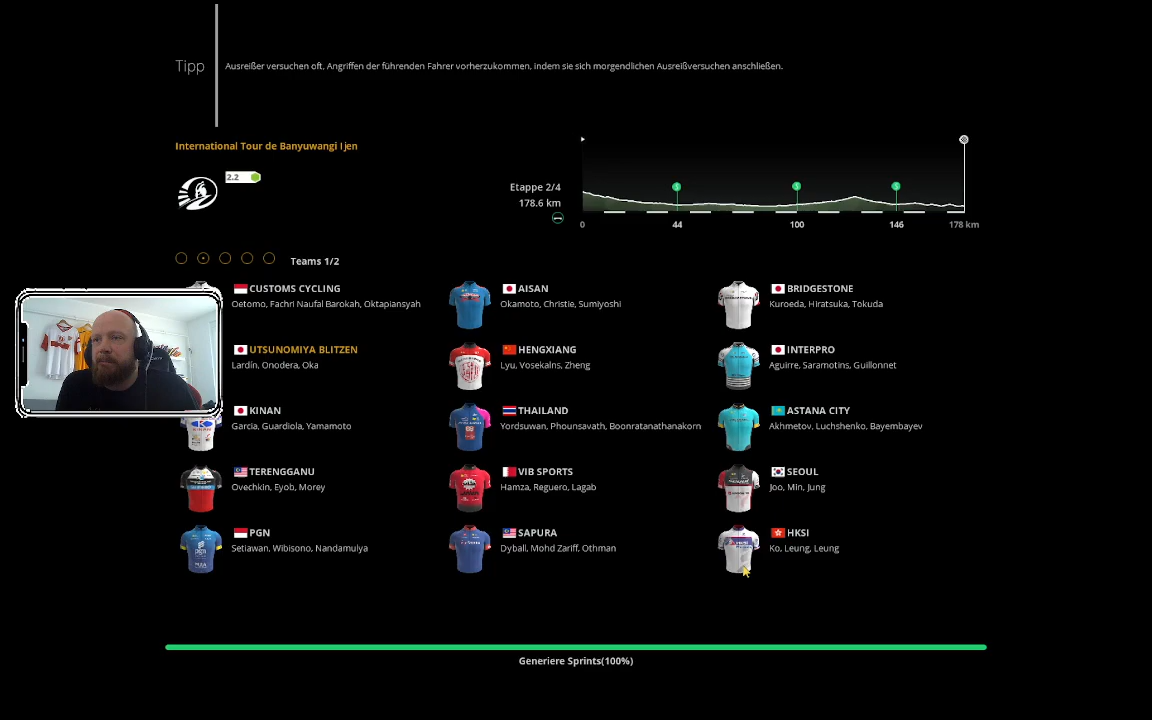 Tipp
Ausreißer versuchen oft, Angriffen der führenden Fahrer vorherzukommen, indem sie sich morgendlichen Ausreißversuchen anschließen.
International Tour de Banyuwangi Ijen
2.2
Etappe 2/4
178.6 km
S S S
0 44 100 146 178 km
Teams 1/2
CUSTOMS CYCLING
Oetomo, Fachri Naufal Barokah, Oktapiansyah
AISAN
Okamoto, Christie, Sumiyoshi
BRIDGESTONE
Kuroeda, Hiratsuka, Tokuda
UTSUNOMIYA BLITZEN
Lardín, Onodera, Oka
HENGXIANG
Lyu, Vosekalns, Zheng
INTERPRO
Aguirre, Saramotins, Guillonnet
KINAN
Garcia, Guardiola, Yamamoto
THAILAND
Yordsuwan, Phounsavath, Boonratanathanakorn
ASTANA CITY
Akhmetov, Luchshenko, Bayembayev
TERENGGANU
Ovechkin, Eyob, Morey
VIB SPORTS
Hamza, Reguero, Lagab
SEOUL
Joo, Min, Jung
PGN
Setiawan, Wibisono, Nandamulya
SAPURA
Dyball, Mohd Zariff, Othman
HKSI
Ko, Leung, Leung
Generiere Sprints(100%)